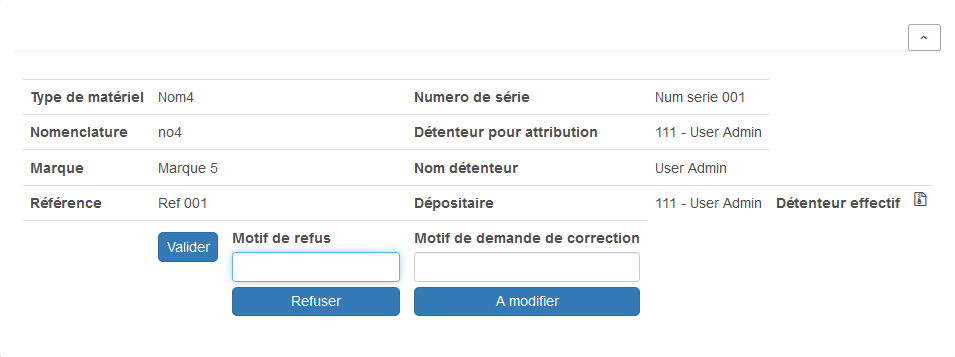 Type de matériel Nom4 Numero de série Num serie 001
Nomenclature no4 Détenteur pour attribution 111 - User Admin
Marque Marque 5 Nom détenteur User Admin
Référence Ref 001 Dépositaire 111 - User Admin Détenteur effectif
Valider Motif de refus Motif de demande de correction
Refuser A modifier